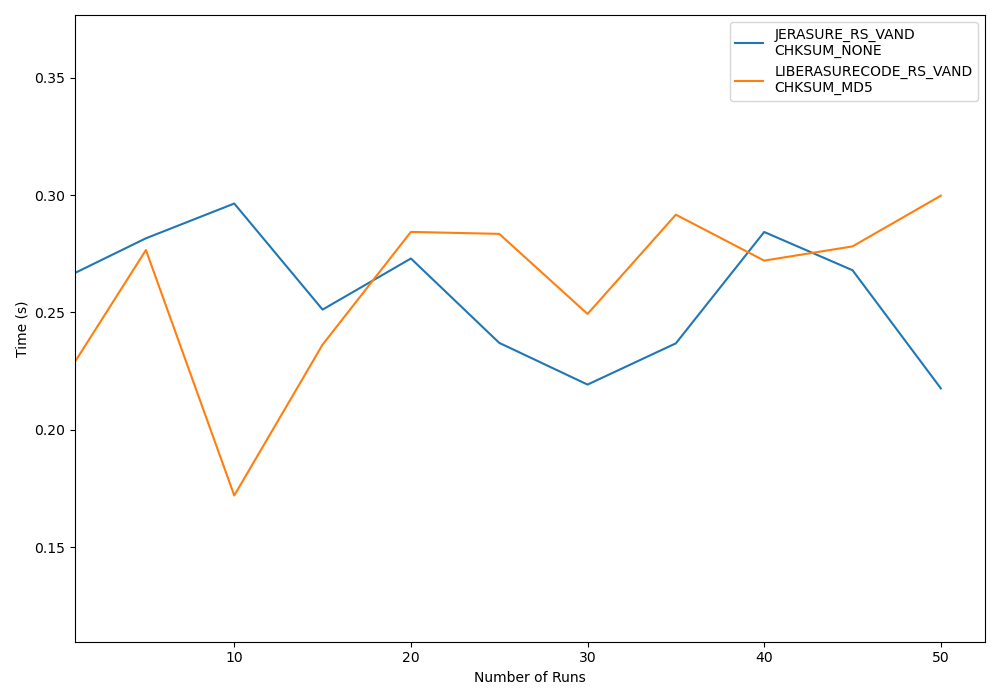 JERASURE_RS_VAND
CHKSUM_NONE
LIBERASURECODE_RS_VAND
CHKSUM_MD5
0.35
0.30
0.25
0.20
0.15
Time (s)
10 20 30 40 50
Number of Runs